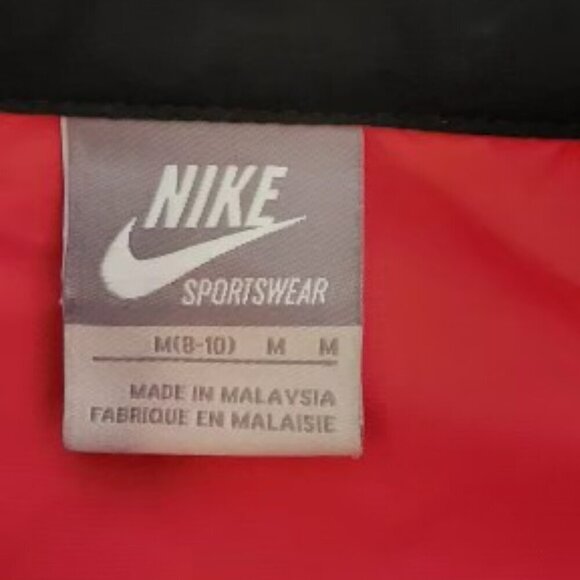 NIKE
SPORTSWEAR
M(8-10) M M
MADE IN MALAYSIA
FABRIQUE EN MALAISIE